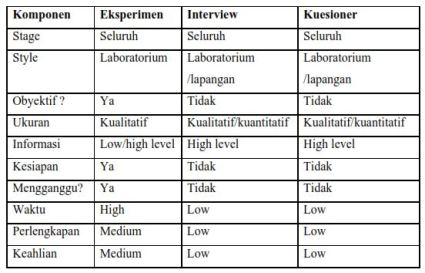 Komponen Eksperimen Interview Kuesioner
Stage Seluruh Seluruh Seluruh
Style Laboratorium Laboratorium Laboratorium
/lapangan /lapangan
Obyektif ? Ya Tidak Tidak
Ukuran Kualitatif Kualitatif/kuantitatif Kualitatif/kuantitatif
Informasi Low/high level High level High level
Kesiapan Ya Tidak Tidak
Mengganggu? Ya Tidak Tidak
Waktu High Low Low
Perlengkapan Medium Low Low
Keahlian Medium Low Low